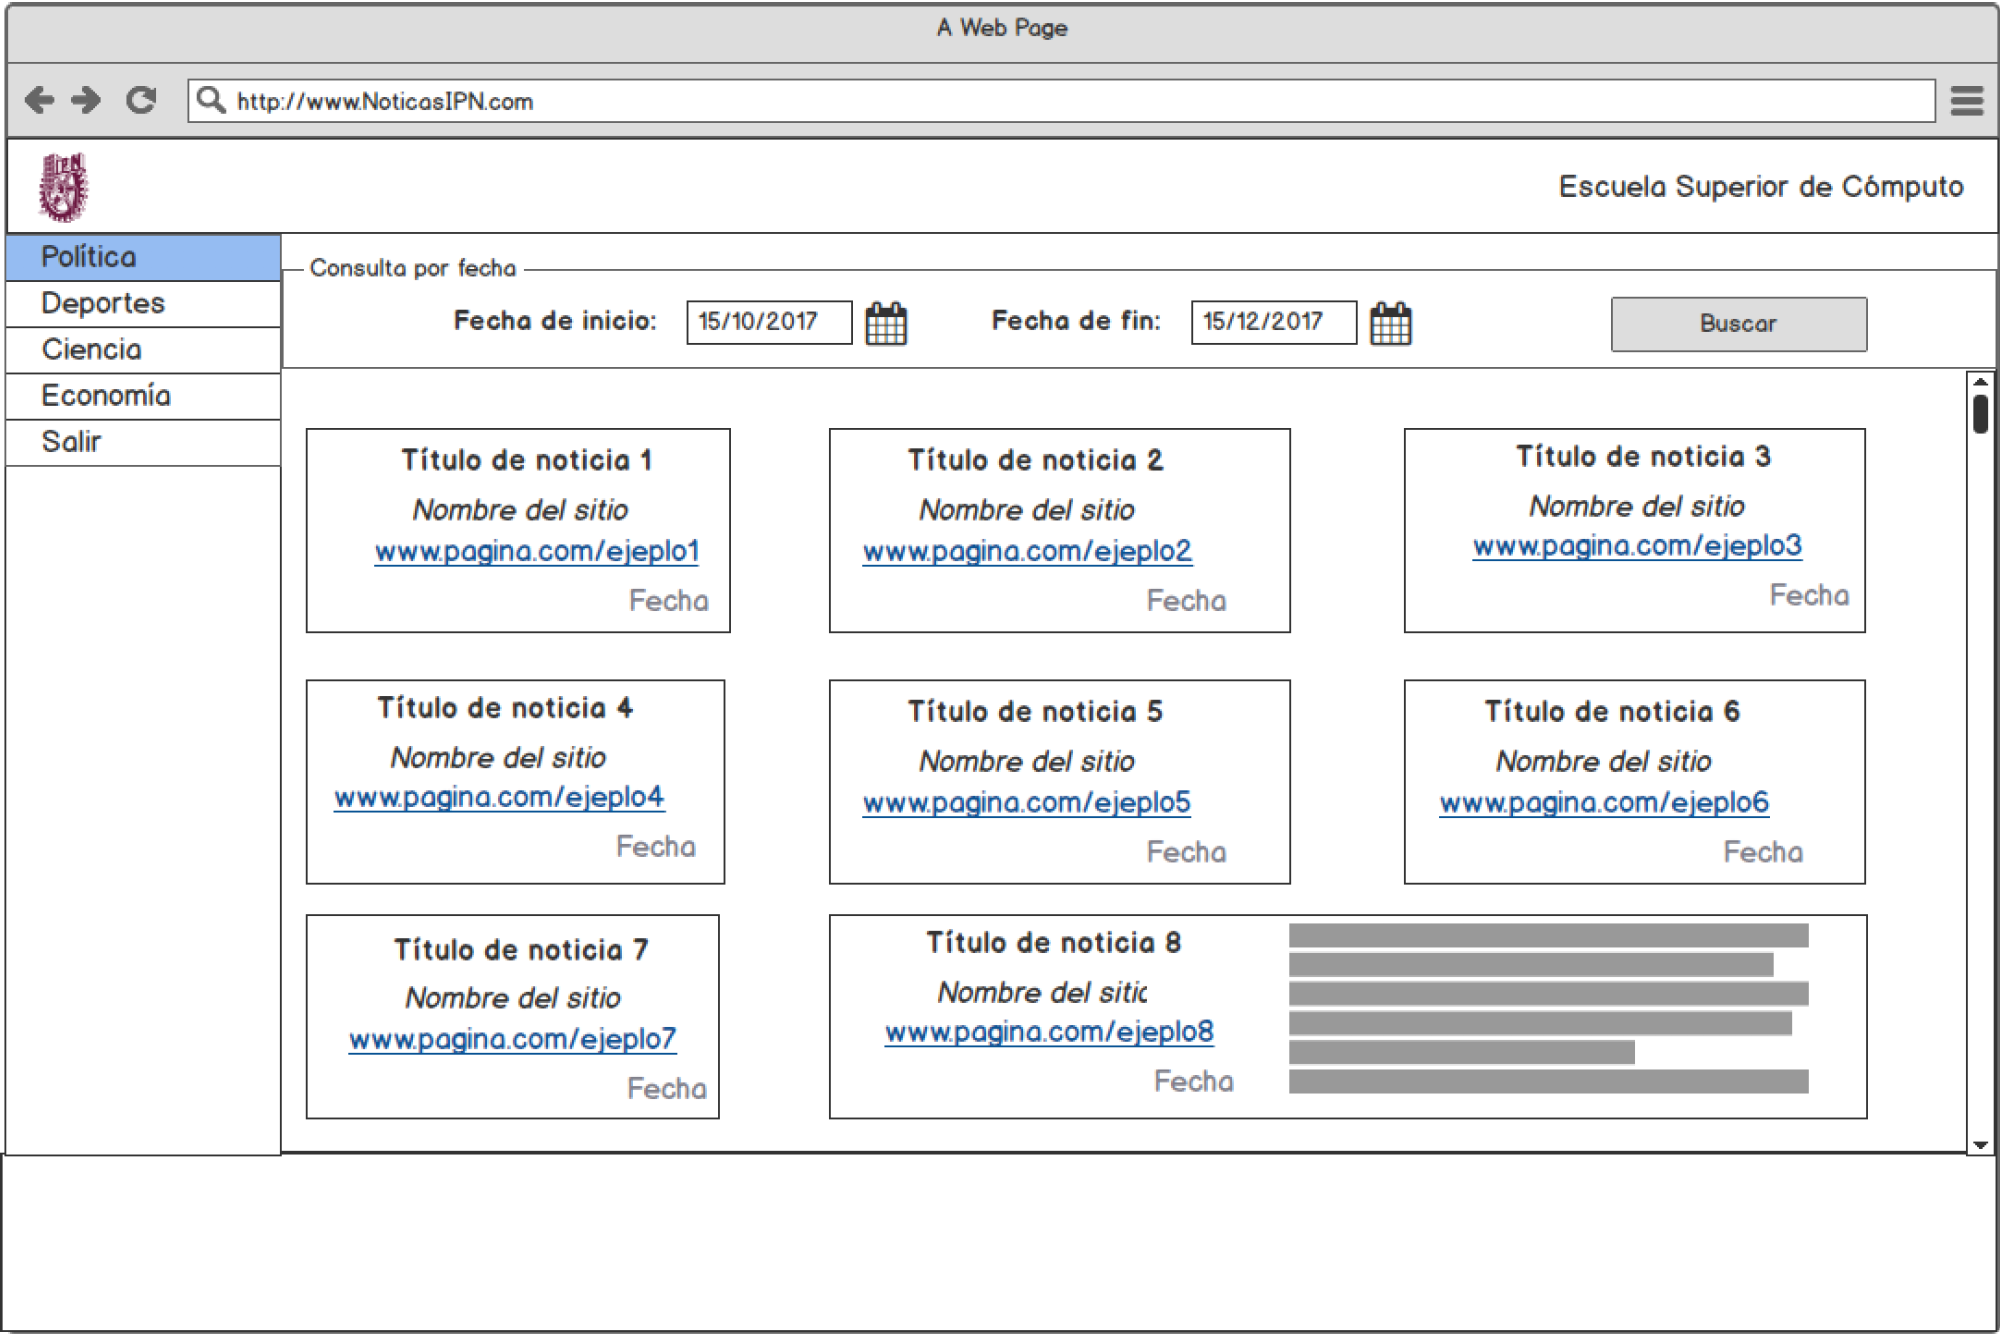 A Web Page
http://www.NoticasIPN.com
IPN
Escuela Superior de Cómputo
Política
Deportes
Ciencia
Economía
Salir
Consulta por fecha
Fecha de inicio: 15/10/2017 Fecha de fin: 15/12/2017 Buscar
Título de noticia 1
Nombre del sitio
www.pagina.com/ejeplo1
Fecha
Título de noticia 2
Nombre del sitio
www.pagina.com/ejeplo2
Fecha
Título de noticia 3
Nombre del sitio
www.pagina.com/ejeplo3
Fecha
Título de noticia 4
Nombre del sitio
www.pagina.com/ejeplo4
Fecha
Título de noticia 5
Nombre del sitio
www.pagina.com/ejeplo5
Fecha
Título de noticia 6
Nombre del sitio
www.pagina.com/ejeplo6
Fecha
Título de noticia 7
Nombre del sitio
www.pagina.com/ejeplo7
Fecha
Título de noticia 8
Nombre del sitio
www.pagina.com/ejeplo8
Fecha